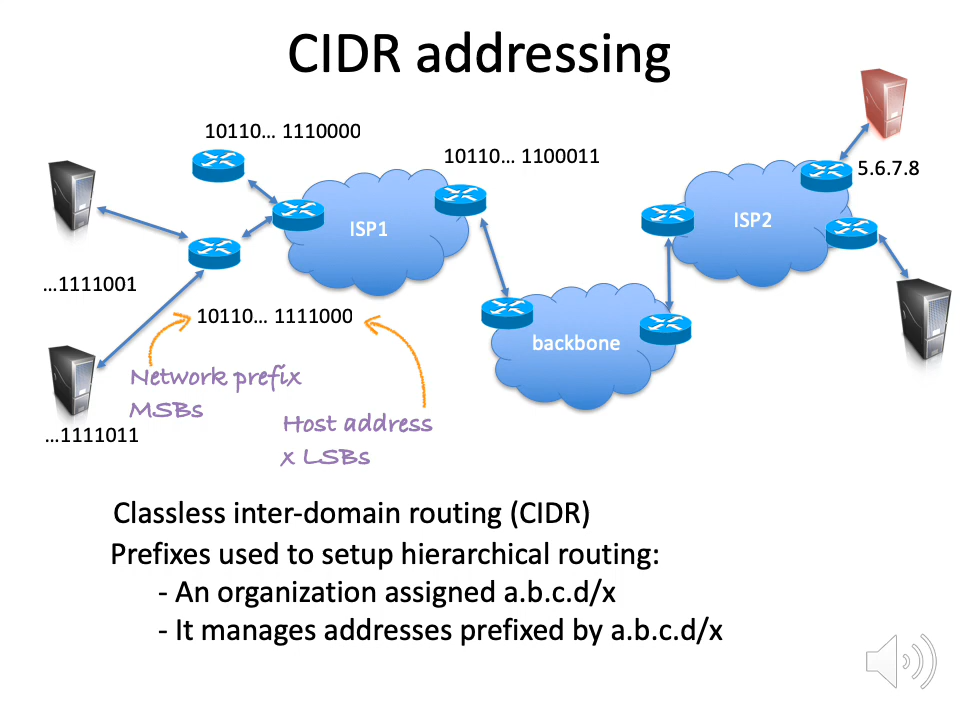 CIDR addressing
10110… 1110000
10110… 1100011
5.6.7.8
ISP1
ISP2
…1111001
10110… 1111000
backbone
Network prefix
MSBs
Host address
x LSBs
…1111011
Classless inter-domain routing (CIDR)
Prefixes used to setup hierarchical routing:
- An organization assigned a.b.c.d/x
- It manages addresses prefixed by a.b.c.d/x